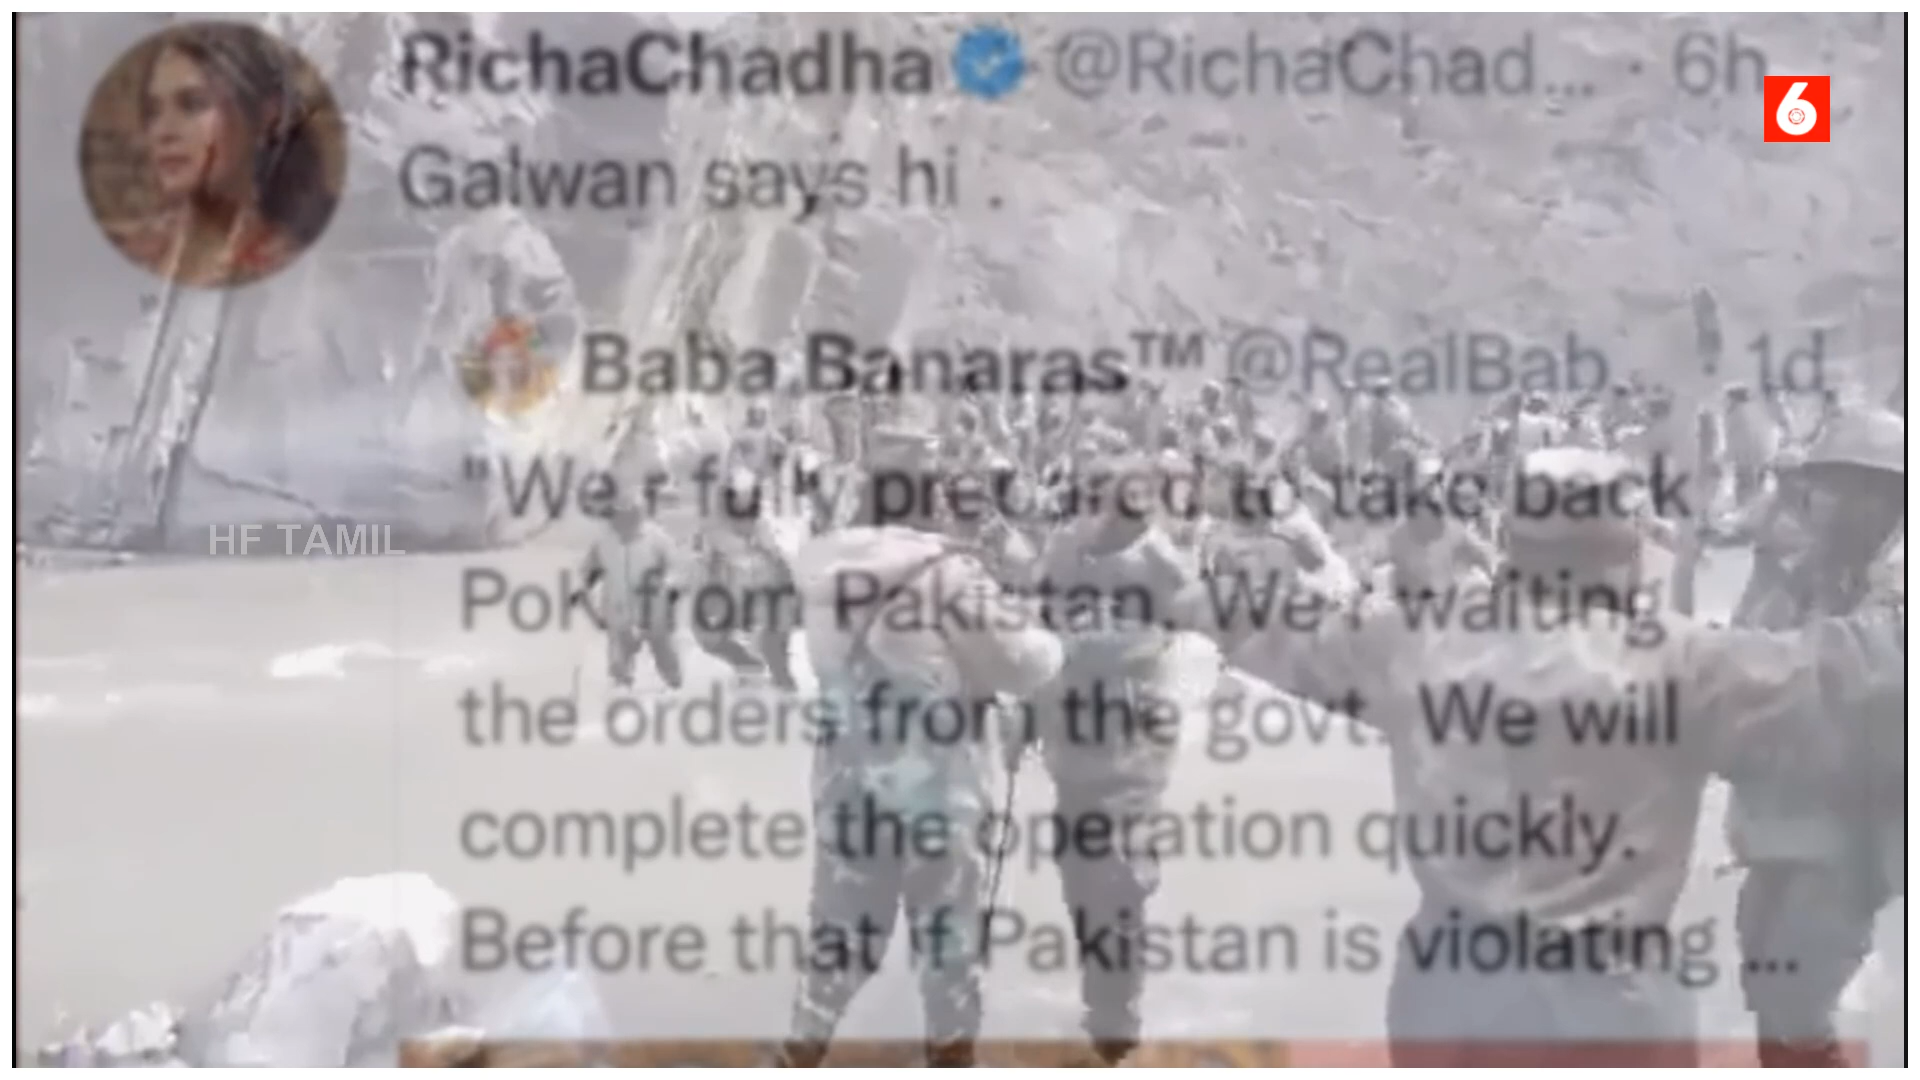 RichaChadha @RichaChad... · 6h
6
Galwan says hi .
Baba Banaras™ @RealBab... · 1d
"We r fully prepared to take back
HF TAMIL
PoK from Pakistan. We r waiting
the orders from the govt. We will
complete the operation quickly.
Before that if Pakistan is violating ...